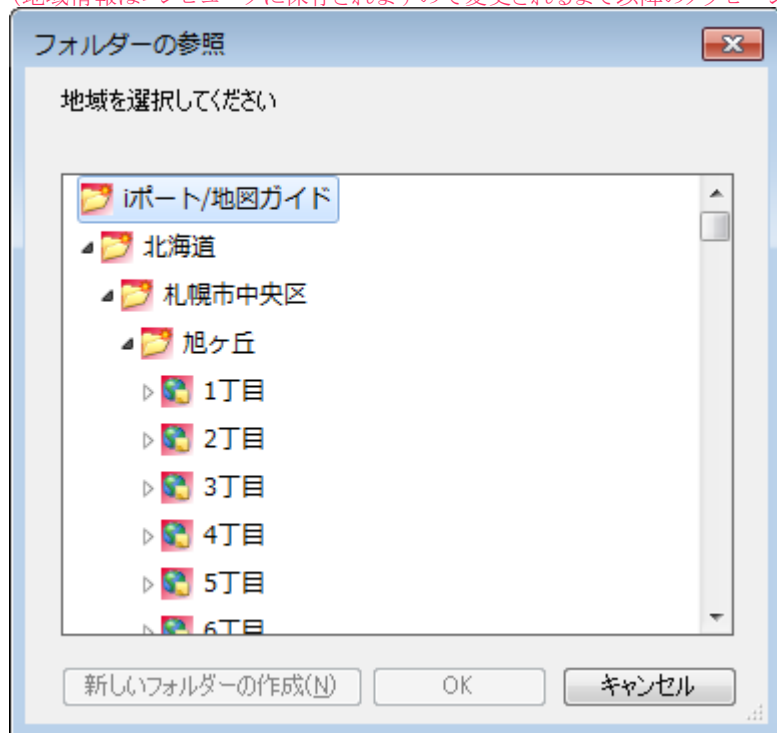 フォルダーの参照
地域を選択してください
iポート/地図ガイド
北海道
札幌市中央区
旭ヶ丘
1丁目
2丁目
3丁目
4丁目
5丁目
6丁目
新しいフォルダーの作成(N) OK キャンセル